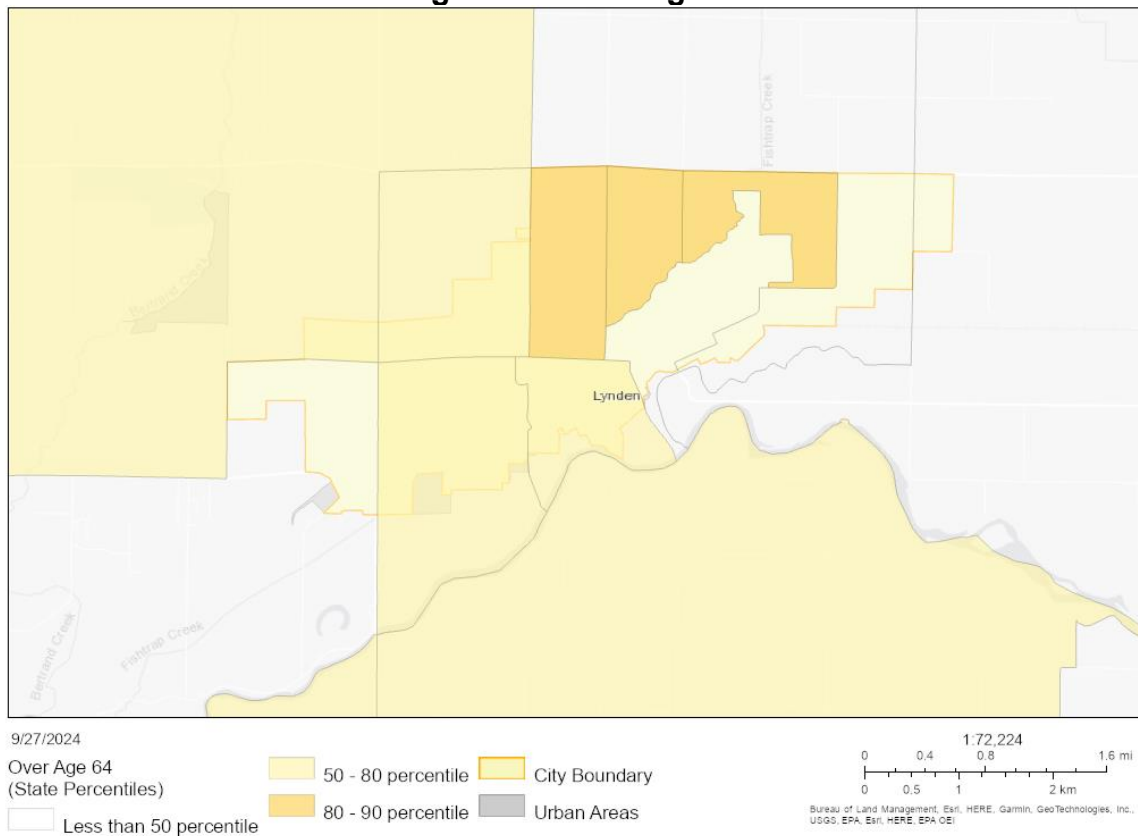 Fishtrap Creek
Bertrand Creek
Lynden
Fishtrap Creek
Bertrand Creek
9/27/2024
Over Age 64
(State Percentiles)
Less than 50 percentile
50 - 80 percentile
80 - 90 percentile
City Boundary
Urban Areas
1:72,224
0 0.4 0.8 1.6 mi
0 0.5 1 2 km
Bureau of Land Management, Esri, HERE, Garmin, GeoTechnologies, Inc.,
USGS, EPA, Esri, HERE, EPA OEI